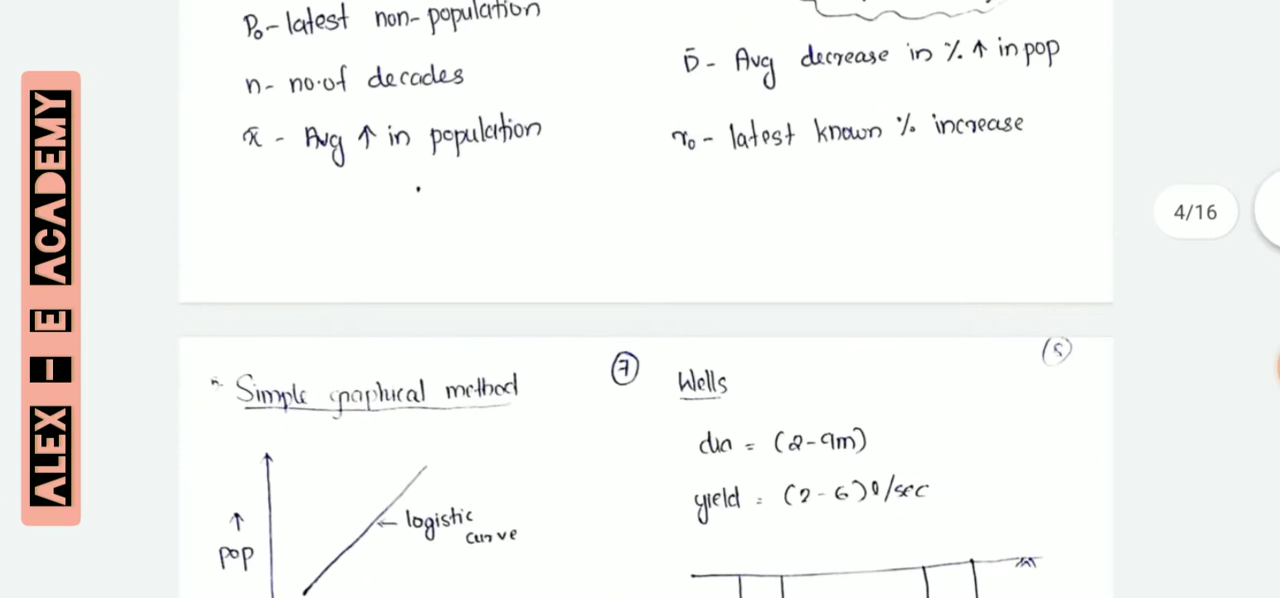 P₀ - latest non-population
n - no.of decades
x̄ - Avg ↑ in population
D̄ - Avg decrease in % ↑ in pop
r₀ - latest known % increase
ALEX - E ACADEMY
4/16
Simple graphical method
↑
pop
← logistic
curve
(5)
7
Wells
dia = (2-9m)
yield = (2-6) l/sec